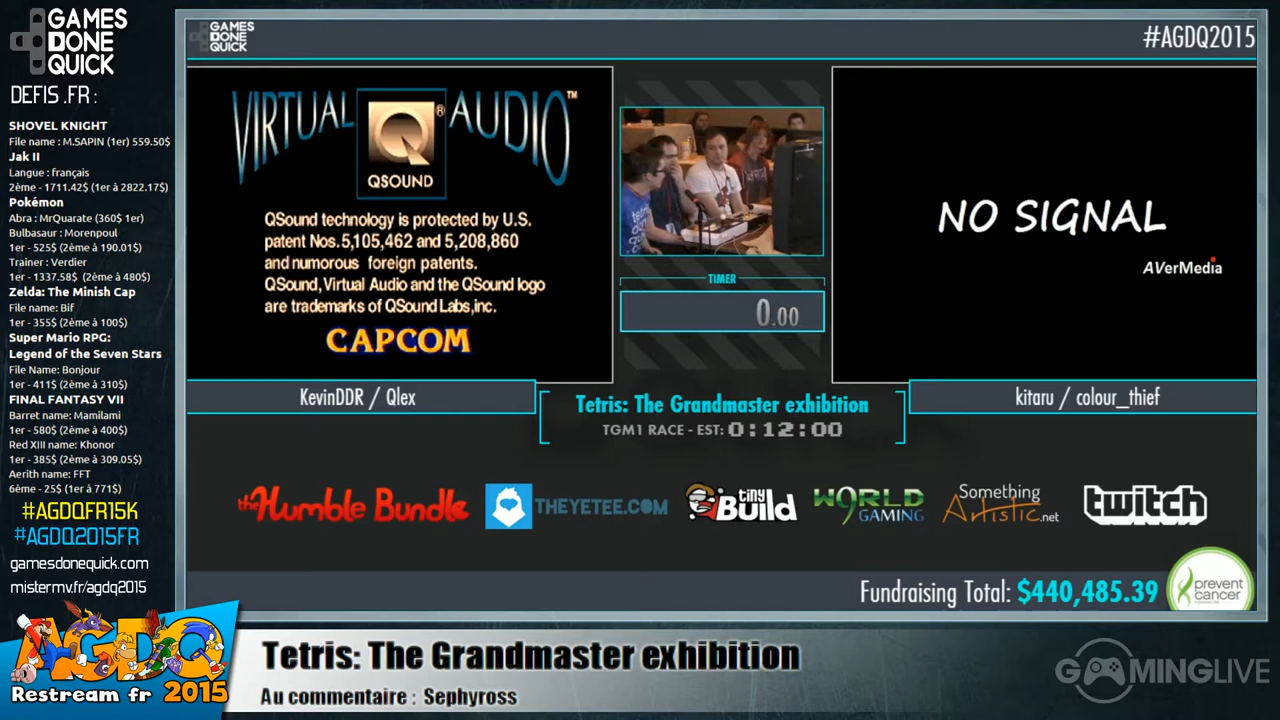 GAMES
DONE
QUICK
DEFIS .FR :
SHOVEL KNIGHT
File name : M.SAPIN (1er) 559.50$
Jak II
Langue : français
2ème - 1711.42$ (1er à 2822.17$)
Pokémon
Abra : MrQuarate (360$ 1er)
Bulbasaur : Morenpoul
1er - 525$ (2ème à 190.01$)
Trainer : Verdier
1er - 1337.58$ (2ème à 480$)
Zelda: The Minish Cap
File name: Bif
1er - 355$ (2ème à 100$)
Super Mario RPG:
Legend of the Seven Stars
File Name: Bonjour
1er - 411$ (2ème à 310$)
FINAL FANTASY VII
Barret name: Mamilami
1er - 580$ (2ème à 400$)
Red XIII name: Khonor
1er - 385$ (2ème à 309.05$)
Aerith name: FFT
6ème - 25$ (1er à 771$)
#AGDQFR15K
#AGDQ2015FR
gamesdonequick.com
mistermv.fr/agdq2015
AGDQ
Restream fr 2015
GAMES
DONE
QUICK
#AGDQ2015
VIRTUAL Q® AUDIO™
QSOUND
QSound technology is protected by U.S.
patent Nos.5,105,462 and 5,208,860
and numorous foreign patents.
QSound, Virtual Audio and the QSound logo
are trademarks of QSound Labs,inc.
CAPCOM
TIMER
0.00
NO SIGNAL
AVerMedia
KevinDDR / Qlex
Tetris: The Grandmaster exhibition
TGM1 RACE - EST: 0:12:00
kitaru / colour_thief
the Humble Bundle
THEYETEE.COM
tiny Build
WORLD
GAMING
Something
Artistic.net
twitch
Fundraising Total: $440,485.39
prevent
cancer
Tetris: The Grandmaster exhibition
Au commentaire : Sephyross
GAMINGLIVE